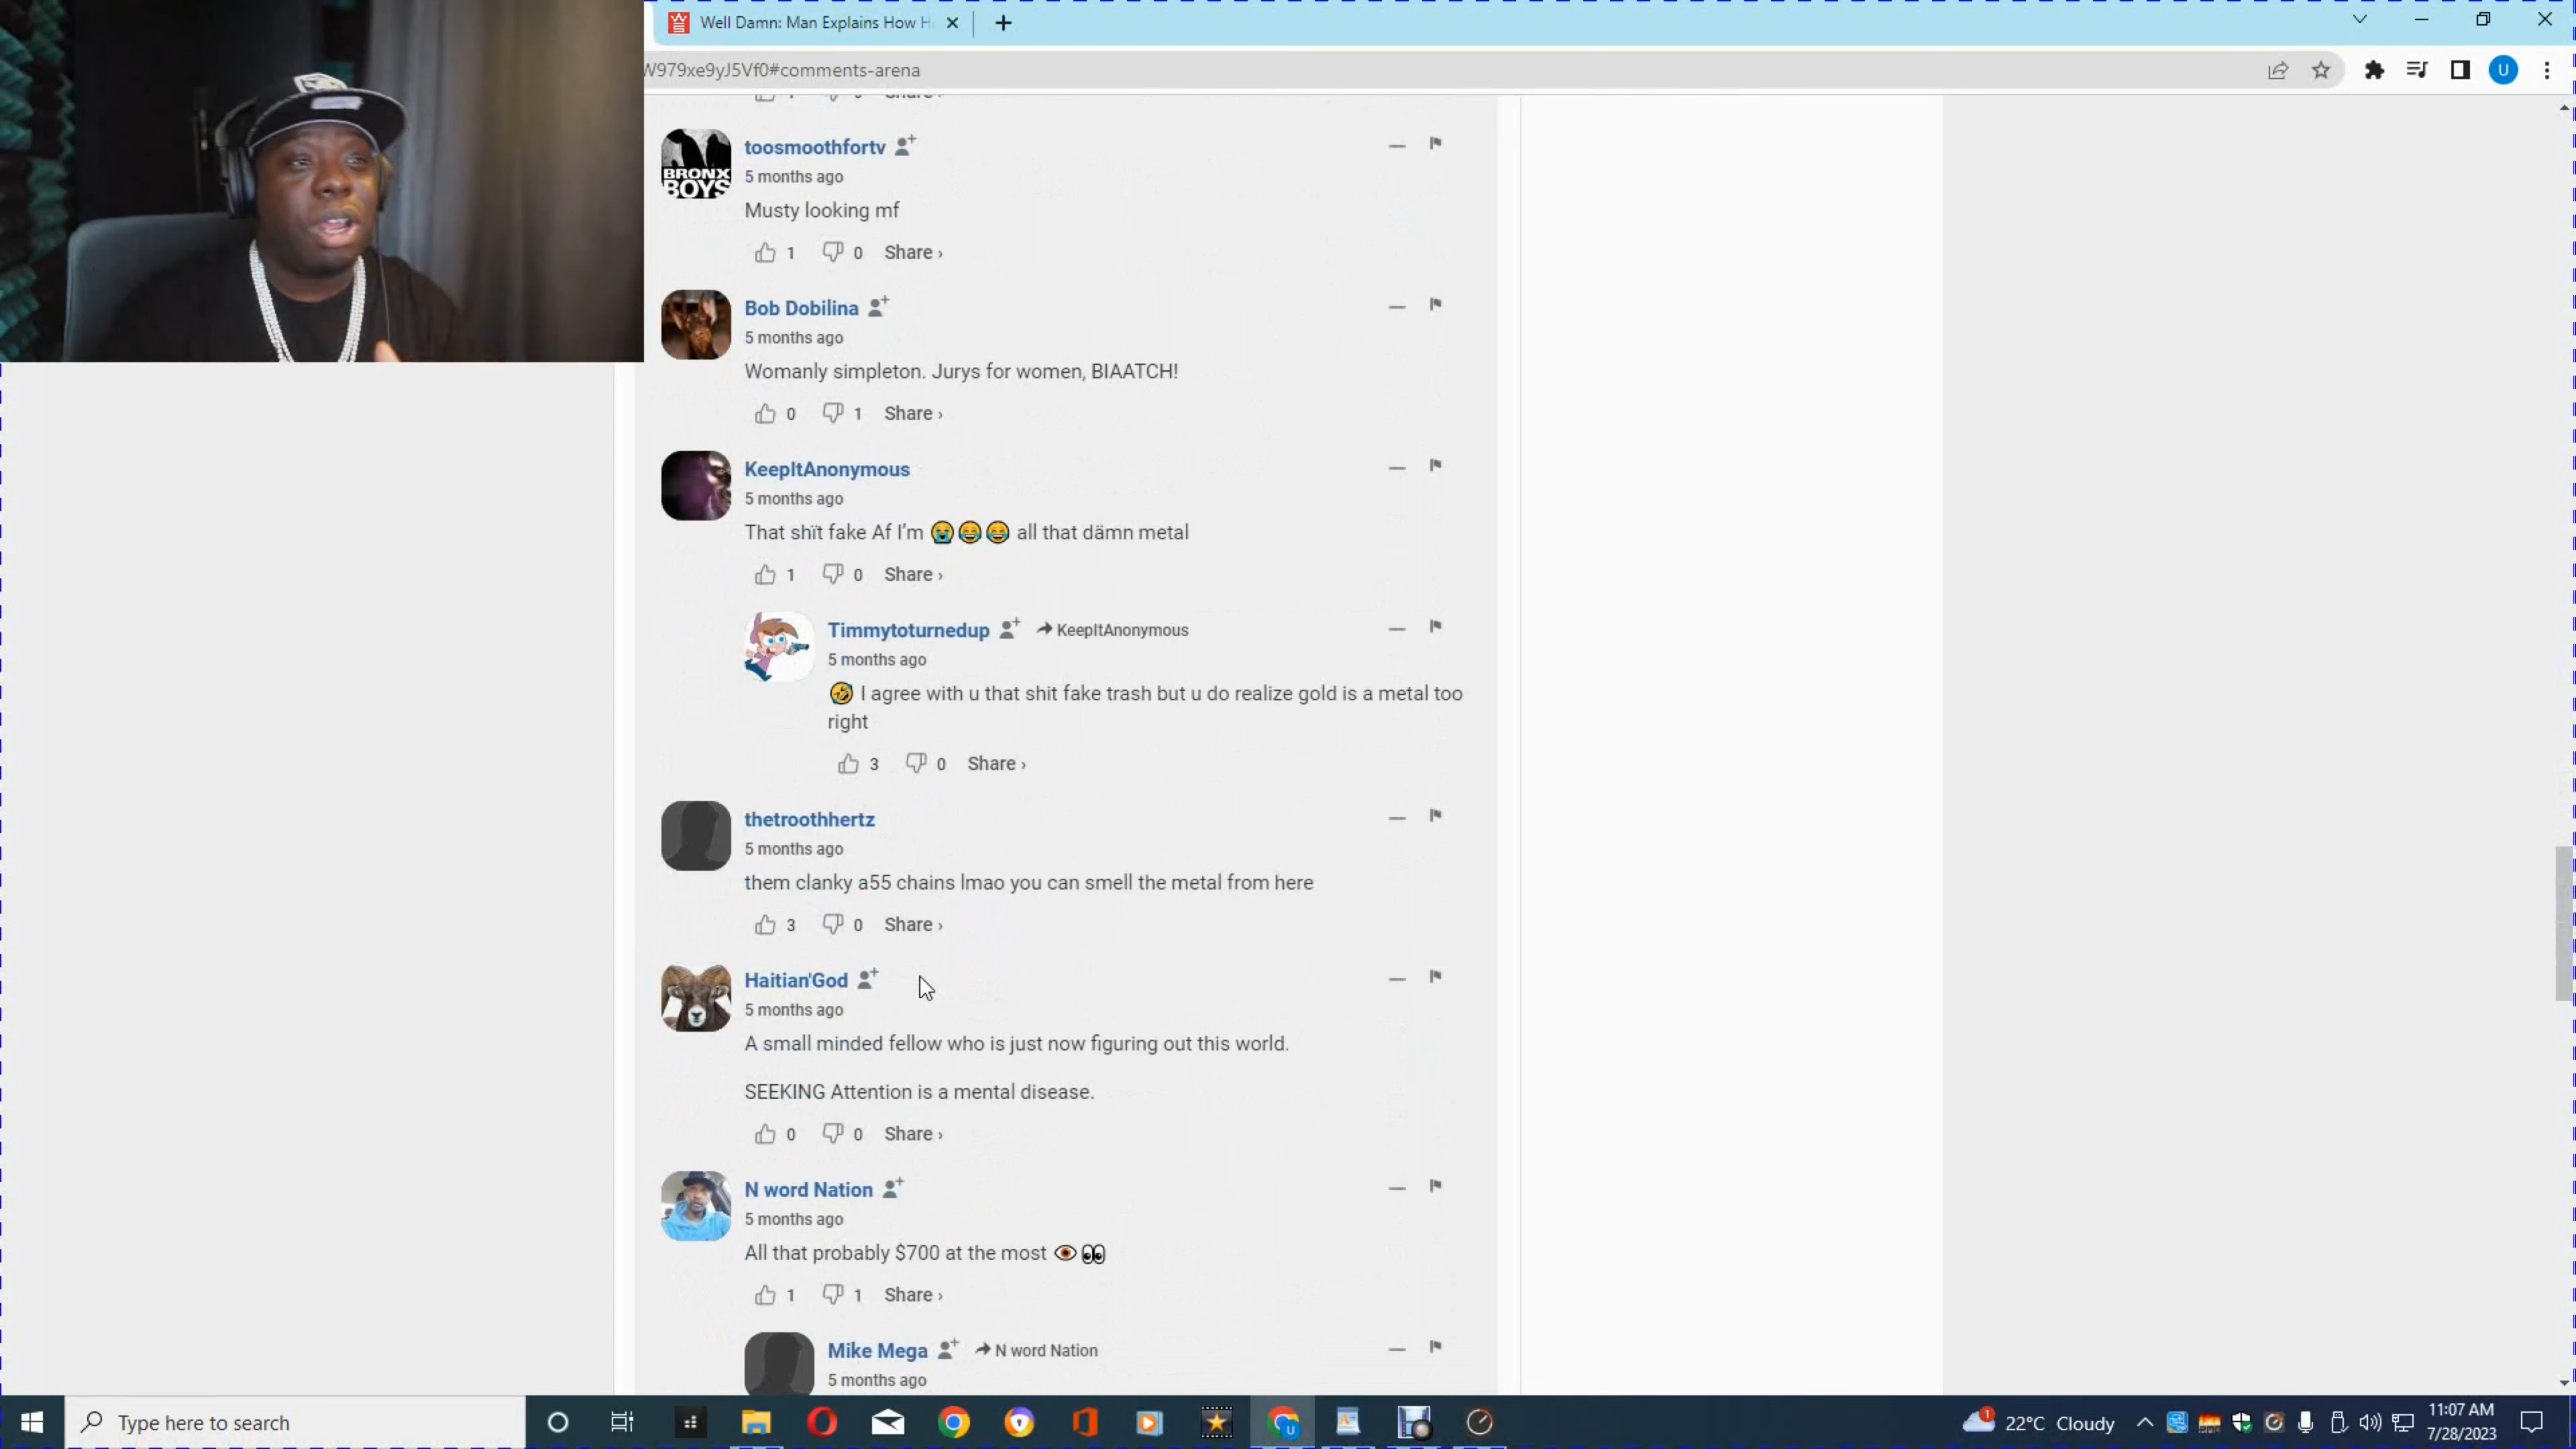 Well Damn: Man Explains How H
W979xe9yJ5Vf0#comments-arena
U
Share ›
toosmoothfortv
BRONX
BOYS
5 months ago
Musty looking mf
1 0 Share ›
Bob Dobilina
5 months ago
Womanly simpleton. Jurys for women, BIAATCH!
0 1 Share ›
KeepItAnonymous
5 months ago
That shït fake Af I'm 😭😂😂 all that dämn metal
1 0 Share ›
Timmytoturnedup KeepItAnonymous
5 months ago
🤣 I agree with u that shit fake trash but u do realize gold is a metal too
right
3 0 Share ›
thetroothhertz
5 months ago
them clanky a55 chains lmao you can smell the metal from here
3 0 Share ›
Haitian'God
5 months ago
A small minded fellow who is just now figuring out this world.
SEEKING Attention is a mental disease.
0 0 Share ›
N word Nation
5 months ago
All that probably $700 at the most 👁👀
1 1 Share ›
Mike Mega N word Nation
5 months ago
Type here to search
U
1 22°C Cloudy
11:07 AM
7/28/2023